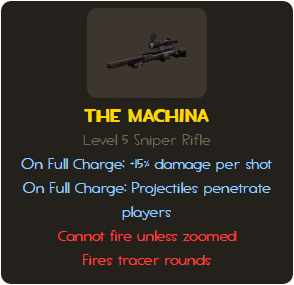 THE MACHINA
Level 5 Sniper Rifle
On Full Charge: +15% damage per shot
On Full Charge: Projectiles penetrate
players
Cannot fire unless zoomed
Fires tracer rounds